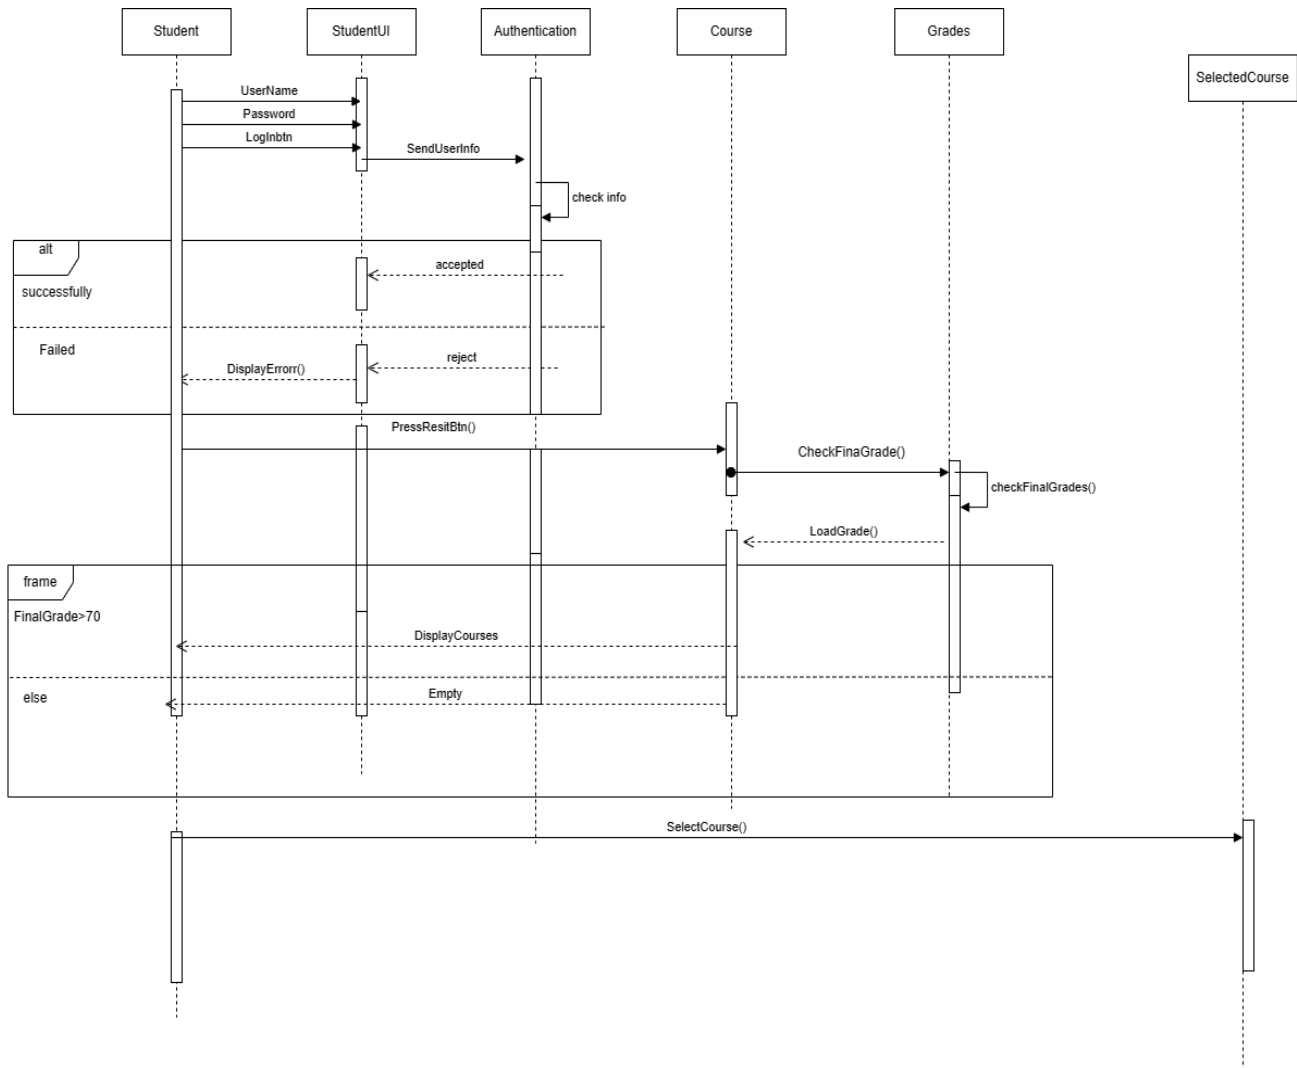 Student
StudentUI
Authentication
Course
Grades
SelectedCourse
UserName
Password
LogInbtn
SendUserInfo
check info
alt
accepted
successfully
Failed
reject
DisplayErrorr()
PressResitBtn()
CheckFinaGrade()
checkFinalGrades()
LoadGrade()
frame
FinalGrade>70
DisplayCourses
else
Empty
SelectCourse()